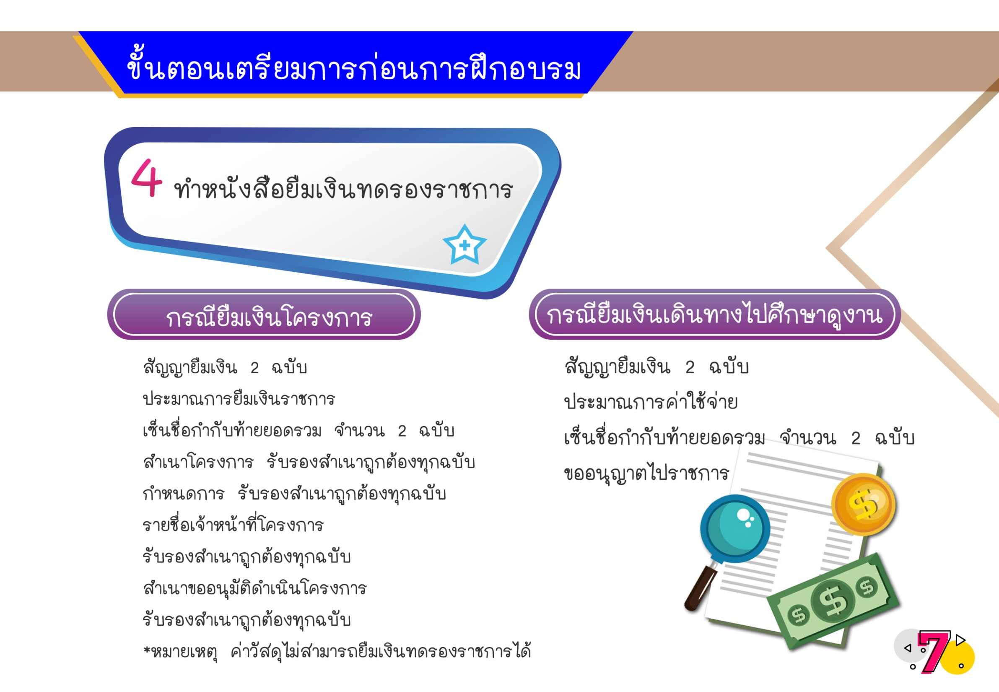 ขั้นตอนเตรียมการก่อนการฝึกอบรม
4 ทำหนังสือยืมเงินทดรองราชการ
กรณียืมเงินโครงการ
สัญญายืมเงิน 2 ฉบับ
ประมาณการยืมเงินราชการ
เซ็นชื่อกำกับท้ายยอดรวม จำนวน 2 ฉบับ
สำเนาโครงการ รับรองสำเนาถูกต้องทุกฉบับ
กำหนดการ รับรองสำเนาถูกต้องทุกฉบับ
รายชื่อเจ้าหน้าที่โครงการ
รับรองสำเนาถูกต้องทุกฉบับ
สำเนาขออนุมัติดำเนินโครงการ
รับรองสำเนาถูกต้องทุกฉบับ
*หมายเหตุ ค่าวัสดุไม่สามารถยืมเงินทดรองราชการได้
กรณียืมเงินเดินทางไปศึกษาดูงาน
สัญญายืมเงิน 2 ฉบับ
ประมาณการค่าใช้จ่าย
เซ็นชื่อกำกับท้ายยอดรวม จำนวน 2 ฉบับ
ขออนุญาตไปราชการ
$
$ $ $
7